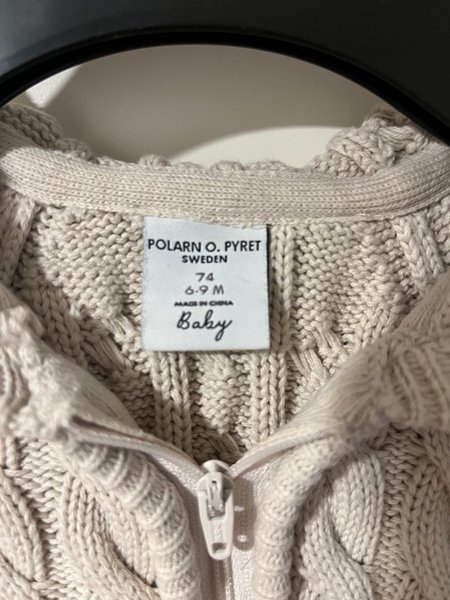 POLARN O. PYRET
SWEDEN
74
6-9 M
MADE IN CHINA
Baby